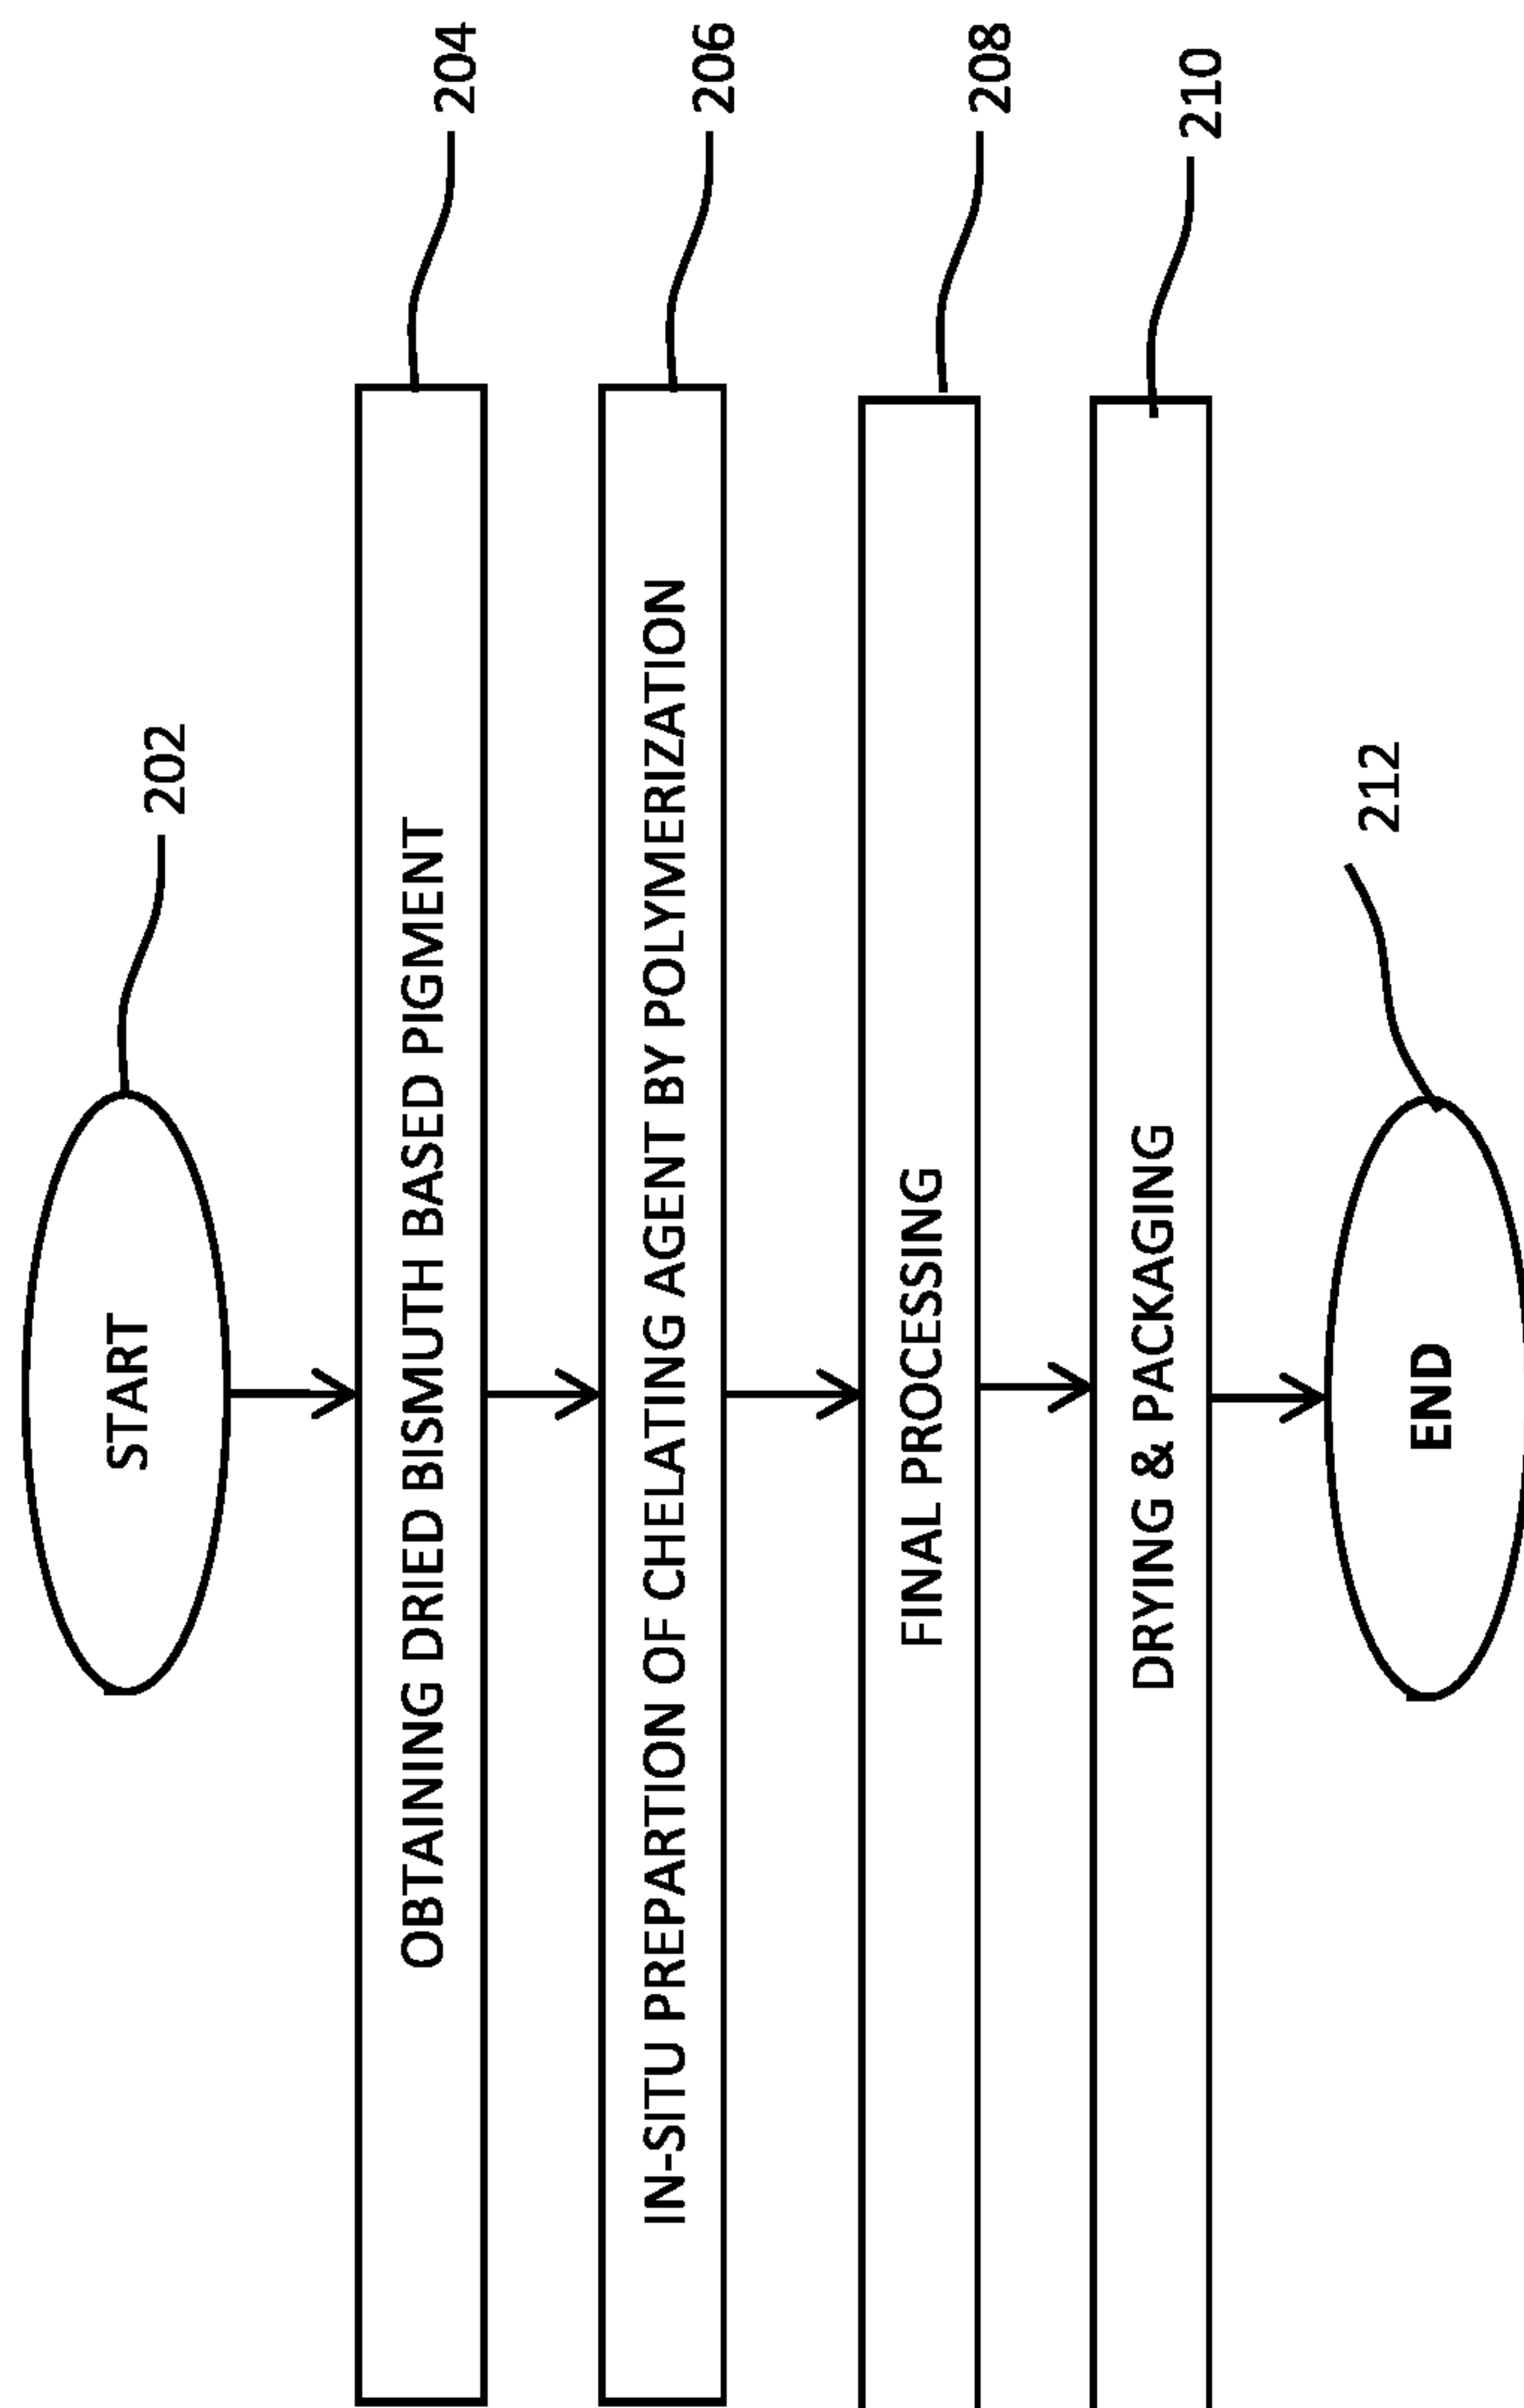 START
202
OBTAINING DRIED BISMUTH BASED PIGMENT
204
IN-SITU PREPARTION OF CHELATING AGENT BY POLYMERIZATION
206
FINAL PROCESSING
208
DRYING & PACKAGING
210
END
212